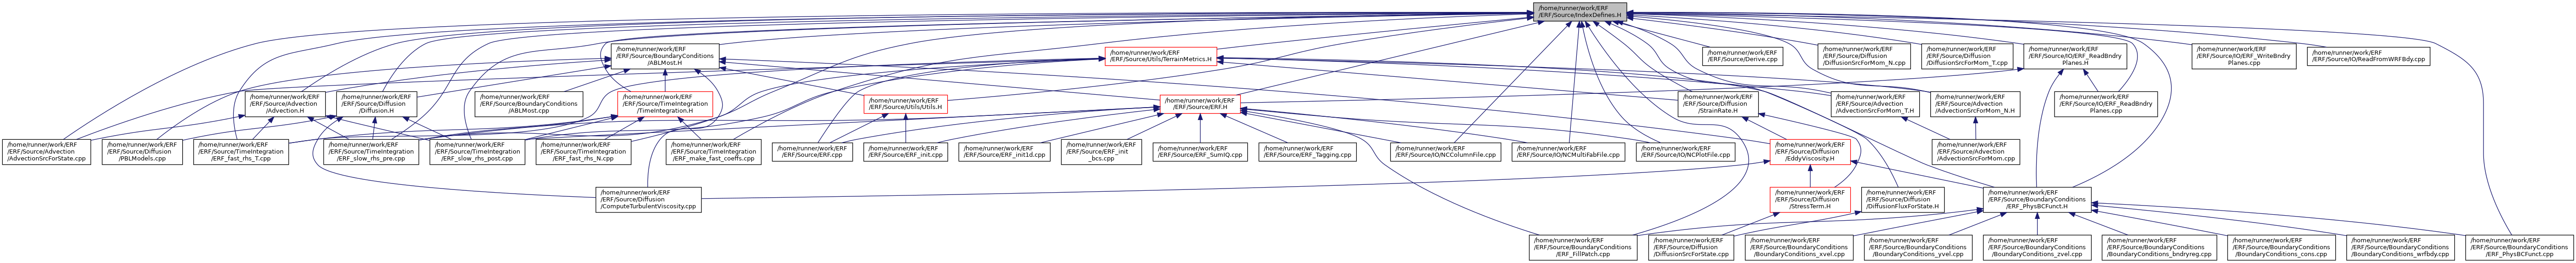 /home/runner/work/ERF
/ERF/Source/IndexDefines.H
/home/runner/work/ERF
/ERF/Source/BoundaryConditions
/ABLMost.H
/home/runner/work/ERF
/ERF/Source/Utils/TerrainMetrics.H
/home/runner/work/ERF
/ERF/Source/Derive.cpp
/home/runner/work/ERF
/ERF/Source/Diffusion
/DiffusionSrcForMom_N.cpp
/home/runner/work/ERF
/ERF/Source/Diffusion
/DiffusionSrcForMom_T.cpp
/home/runner/work/ERF
/ERF/Source/IO/ERF_ReadBndry
Planes.H
/home/runner/work/ERF
/ERF/Source/IO/ERF_WriteBndry
Planes.cpp
/home/runner/work/ERF
/ERF/Source/IO/ReadFromWRFBdy.cpp
/home/runner/work/ERF
/ERF/Source/Advection
/Advection.H
/home/runner/work/ERF
/ERF/Source/Diffusion
/Diffusion.H
/home/runner/work/ERF
/ERF/Source/BoundaryConditions
/ABLMost.cpp
/home/runner/work/ERF
/ERF/Source/TimeIntegration
/TimeIntegration.H
/home/runner/work/ERF
/ERF/Source/Utils/Utils.H
/home/runner/work/ERF
/ERF/Source/ERF.H
/home/runner/work/ERF
/ERF/Source/Diffusion
/StrainRate.H
/home/runner/work/ERF
/ERF/Source/Advection
/AdvectionSrcForMom_T.H
/home/runner/work/ERF
/ERF/Source/Advection
/AdvectionSrcForMom_N.H
/home/runner/work/ERF
/ERF/Source/IO/ERF_ReadBndry
Planes.cpp
/home/runner/work/ERF
/ERF/Source/Advection
/AdvectionSrcForState.cpp
/home/runner/work/ERF
/ERF/Source/Diffusion
/PBLModels.cpp
/home/runner/work/ERF
/ERF/Source/TimeIntegration
/ERF_fast_rhs_T.cpp
/home/runner/work/ERF
/ERF/Source/TimeIntegration
/ERF_slow_rhs_pre.cpp
/home/runner/work/ERF
/ERF/Source/TimeIntegration
/ERF_slow_rhs_post.cpp
/home/runner/work/ERF
/ERF/Source/TimeIntegration
/ERF_fast_rhs_N.cpp
/home/runner/work/ERF
/ERF/Source/TimeIntegration
/ERF_make_fast_coeffs.cpp
/home/runner/work/ERF
/ERF/Source/ERF.cpp
/home/runner/work/ERF
/ERF/Source/ERF_init.cpp
/home/runner/work/ERF
/ERF/Source/ERF_init1d.cpp
/home/runner/work/ERF
/ERF/Source/ERF_init
_bcs.cpp
/home/runner/work/ERF
/ERF/Source/ERF_SumIQ.cpp
/home/runner/work/ERF
/ERF/Source/ERF_Tagging.cpp
/home/runner/work/ERF
/ERF/Source/IO/NCColumnFile.cpp
/home/runner/work/ERF
/ERF/Source/IO/NCMultiFabFile.cpp
/home/runner/work/ERF
/ERF/Source/IO/NCPlotFile.cpp
/home/runner/work/ERF
/ERF/Source/Diffusion
/EddyViscosity.H
/home/runner/work/ERF
/ERF/Source/Advection
/AdvectionSrcForMom.cpp
/home/runner/work/ERF
/ERF/Source/Diffusion
/ComputeTurbulentViscosity.cpp
/home/runner/work/ERF
/ERF/Source/Diffusion
/StressTerm.H
/home/runner/work/ERF
/ERF/Source/Diffusion
/DiffusionFluxForState.H
/home/runner/work/ERF
/ERF/Source/BoundaryConditions
/ERF_PhysBCFunct.H
/home/runner/work/ERF
/ERF/Source/BoundaryConditions
/ERF_FillPatch.cpp
/home/runner/work/ERF
/ERF/Source/Diffusion
/DiffusionSrcForState.cpp
/home/runner/work/ERF
/ERF/Source/BoundaryConditions
/BoundaryConditions_xvel.cpp
/home/runner/work/ERF
/ERF/Source/BoundaryConditions
/BoundaryConditions_yvel.cpp
/home/runner/work/ERF
/ERF/Source/BoundaryConditions
/BoundaryConditions_zvel.cpp
/home/runner/work/ERF
/ERF/Source/BoundaryConditions
/BoundaryConditions_bndryreg.cpp
/home/runner/work/ERF
/ERF/Source/BoundaryConditions
/BoundaryConditions_cons.cpp
/home/runner/work/ERF
/ERF/Source/BoundaryConditions
/BoundaryConditions_wrfbdy.cpp
/home/runner/work/ERF
/ERF/Source/BoundaryConditions
/ERF_PhysBCFunct.cpp